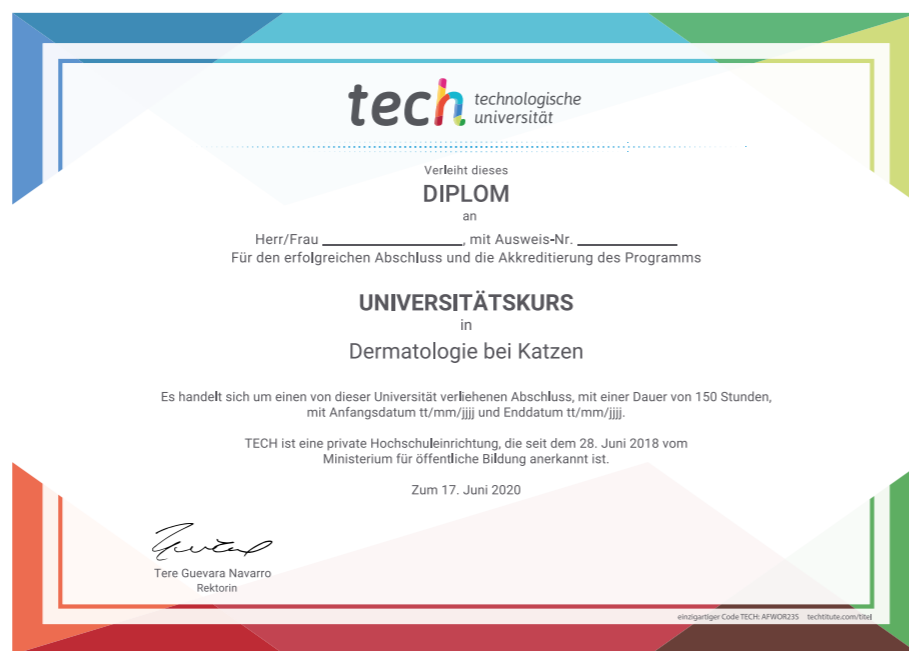 tech technologische
universität
Verleiht dieses
DIPLOM
an
Herr/Frau ____________________, mit Ausweis-Nr. ______________
Für den erfolgreichen Abschluss und die Akkreditierung des Programms
UNIVERSITÄTSKURS
in
Dermatologie bei Katzen
Es handelt sich um einen von dieser Universität verliehenen Abschluss, mit einer Dauer von 150 Stunden,
mit Anfangsdatum tt/mm/jjjj und Enddatum tt/mm/jjjj.
TECH ist eine private Hochschuleinrichtung, die seit dem 28. Juni 2018 vom
Ministerium für öffentliche Bildung anerkannt ist.
Zum 17. Juni 2020
Tere Guevara Navarro
Rektorin
einzigartiger Code TECH: AFWOR23S techtitute.com/titel